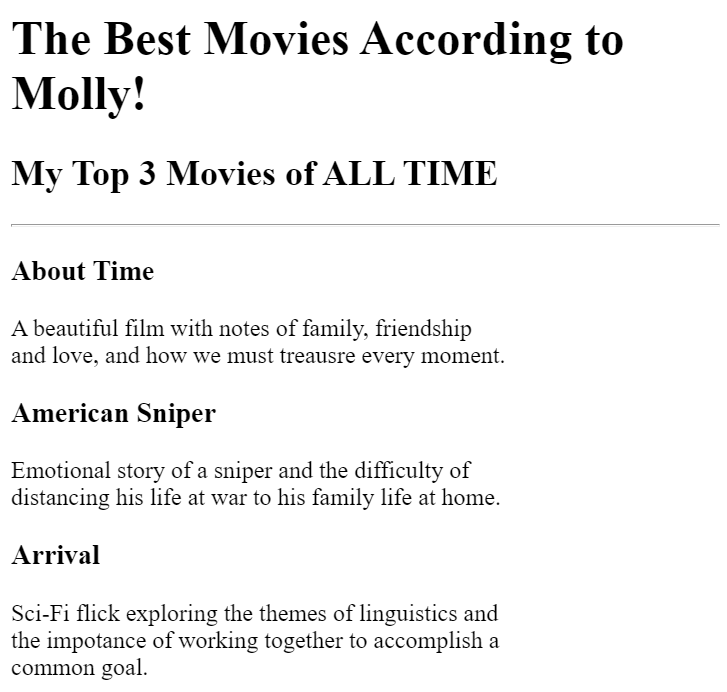 The Best Movies According to
Molly!
My Top 3 Movies of ALL TIME
About Time
A beautiful film with notes of family, friendship
and love, and how we must treausre every moment.
American Sniper
Emotional story of a sniper and the difficulty of
distancing his life at war to his family life at home.
Arrival
Sci-Fi flick exploring the themes of linguistics and
the impotance of working together to accomplish a
common goal.